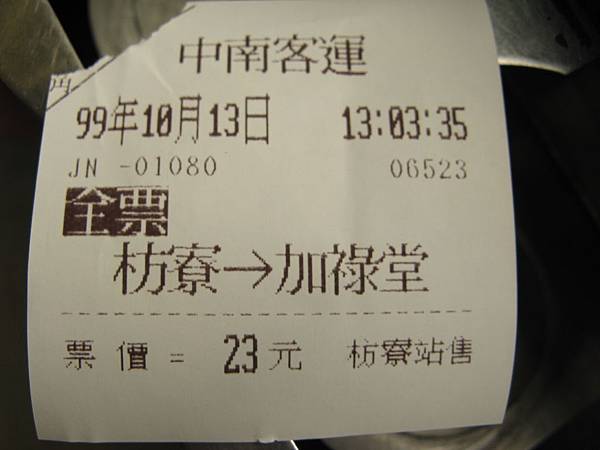 中南客運
99年10月13日 13:03:35
JN -01080 06523
全票
枋寮→加祿堂
票價 = 23元 枋寮站售